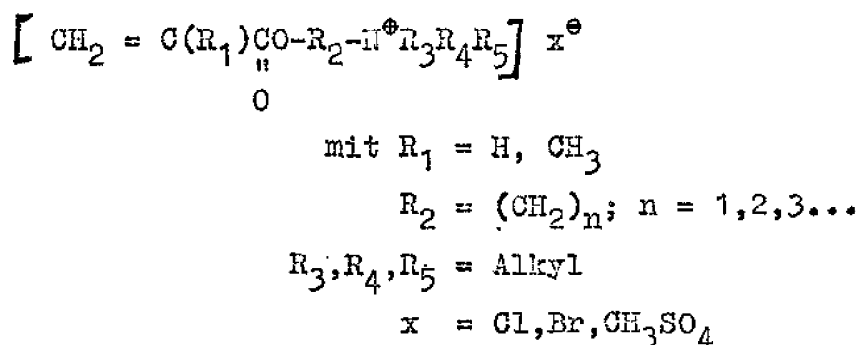 [ CH₂ = C(R₁)CO-R₂-N⊕R₃R₄R₅] x⊖
"
O
mit R₁ = H, CH₃
R₂ = (CH₂)ₙ; n = 1,2,3...
R₃,R₄,R₅ = Alkyl
x = Cl,Br,CH₃SO₄